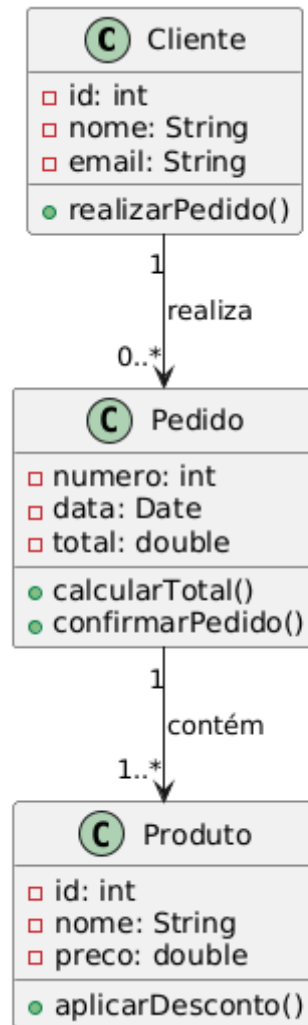 C Cliente
id: int
nome: String
email: String
realizarPedido()
1
realiza
0..*
C Pedido
numero: int
data: Date
total: double
calcularTotal()
confirmarPedido()
1
contém
1..*
C Produto
id: int
nome: String
preco: double
aplicarDesconto()